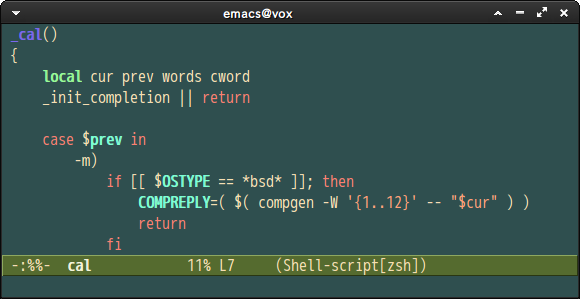 emacs@vox
_cal()
{
    local cur prev words cword
    _init_completion || return

    case $prev in
        -m)
            if [[ $OSTYPE == *bsd* ]]; then
                COMPREPLY=( $( compgen -W '{1..12}' -- "$cur" ) )
                return
            fi
-:%%-  cal            11% L7     (Shell-script[zsh])